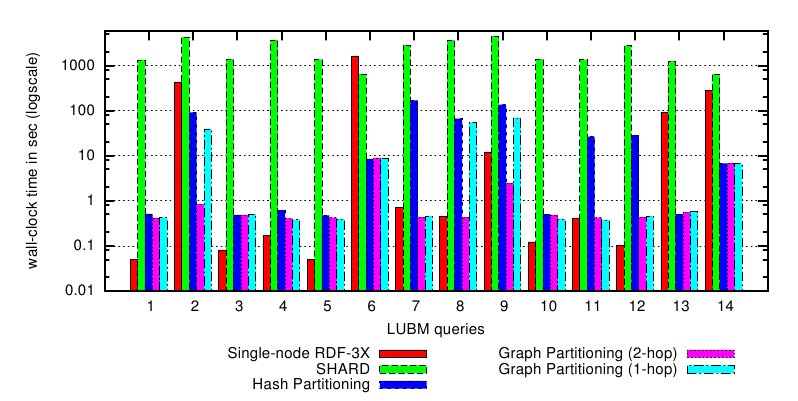 wall-clock time in sec (logscale)
1000
100
10
1
0.1
0.01
1 2 3 4 5 6 7 8 9 10 11 12 13 14
LUBM queries
Single-node RDF-3X
SHARD
Hash Partitioning
Graph Partitioning (2-hop)
Graph Partitioning (1-hop)